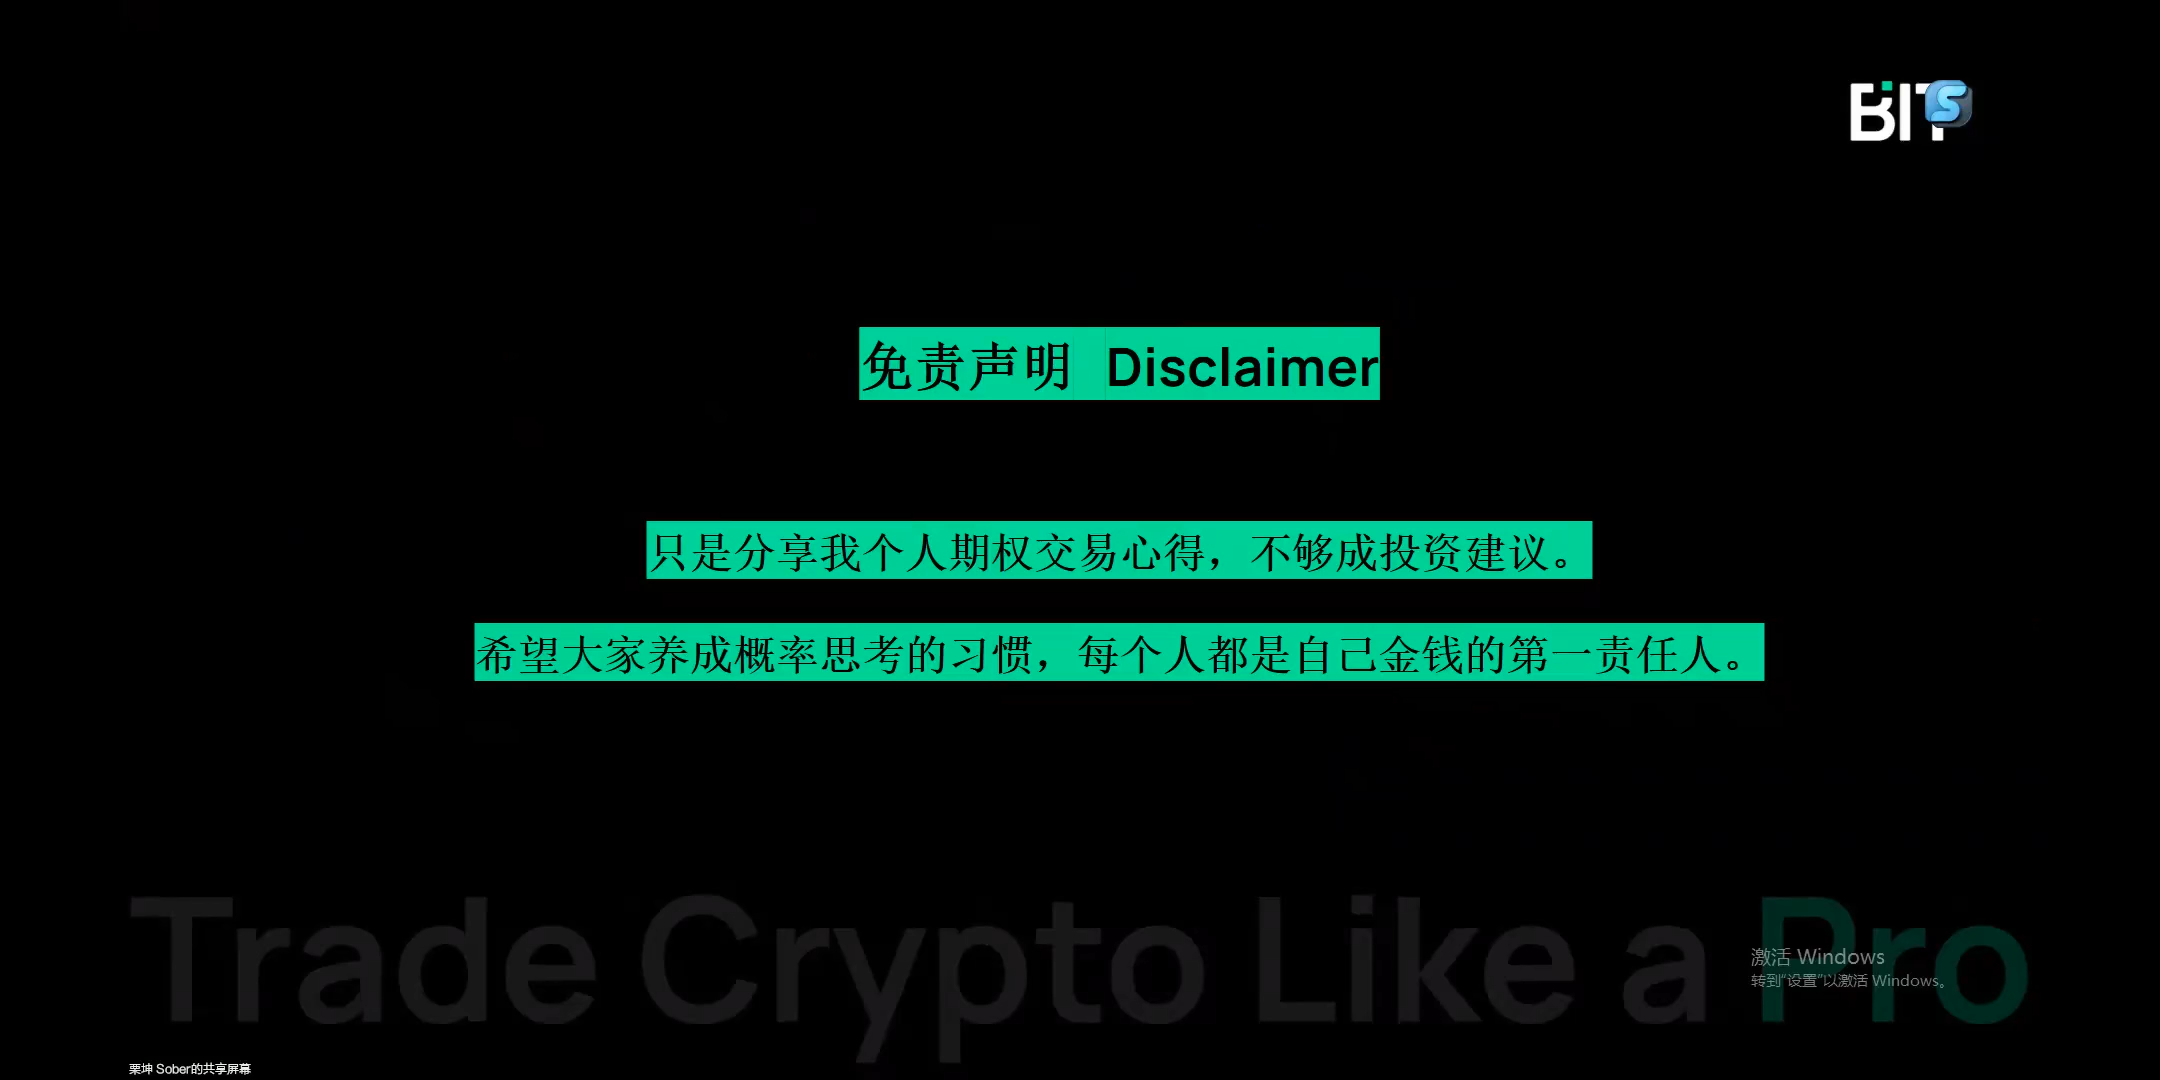 BIT
免责声明 Disclaimer
只是分享我个人期权交易心得，不够成投资建议。
希望大家养成概率思考的习惯，每个人都是自己金钱的第一责任人。
Trade Crypto Like a Pro
激活 Windows
转到“设置”以激活 Windows。
栗坤 Sober的共享屏幕